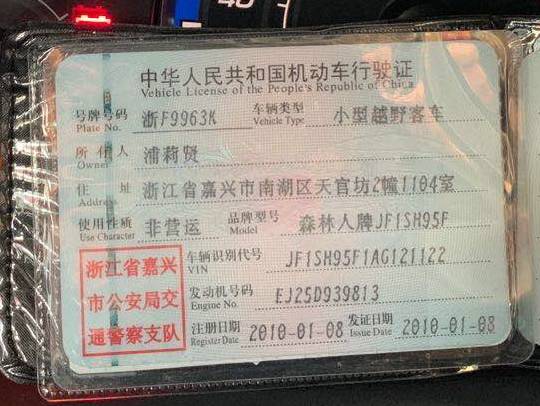 中华人民共和国机动车行驶证
Vehicle License of the People's Republic of China
号牌号码 浙F9963K 车辆类型 小型越野客车
Plate No. Vehicle Type
所有人 浦莉贤
Owner
住址 浙江省嘉兴市南湖区天官坊2幢1104室
Address
使用性质 非营运 品牌型号 森林人牌JF1SH95F
Use Character Model
浙江省嘉兴
市公安局交
通警察支队
车辆识别代号 JF1SH95F1AG121122
VIN
发动机号码 EJ25D939813
Engine No.
注册日期 2010-01-08 发证日期 2010-01-08
Register Date Issue Date